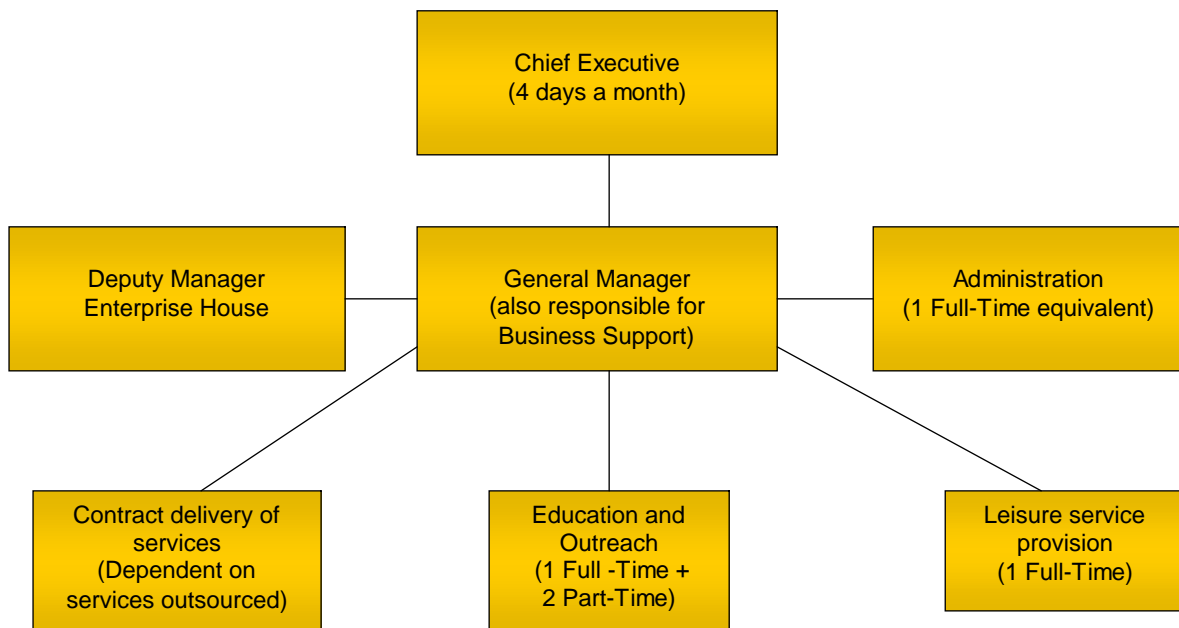 Chief Executive
(4 days a month)
Deputy Manager
Enterprise House
General Manager
(also responsible for
Business Support)
Administration
(1 Full-Time equivalent)
Contract delivery of
services
(Dependent on
services outsourced)
Education and
Outreach
(1 Full -Time +
2 Part-Time)
Leisure service
provision
(1 Full-Time)